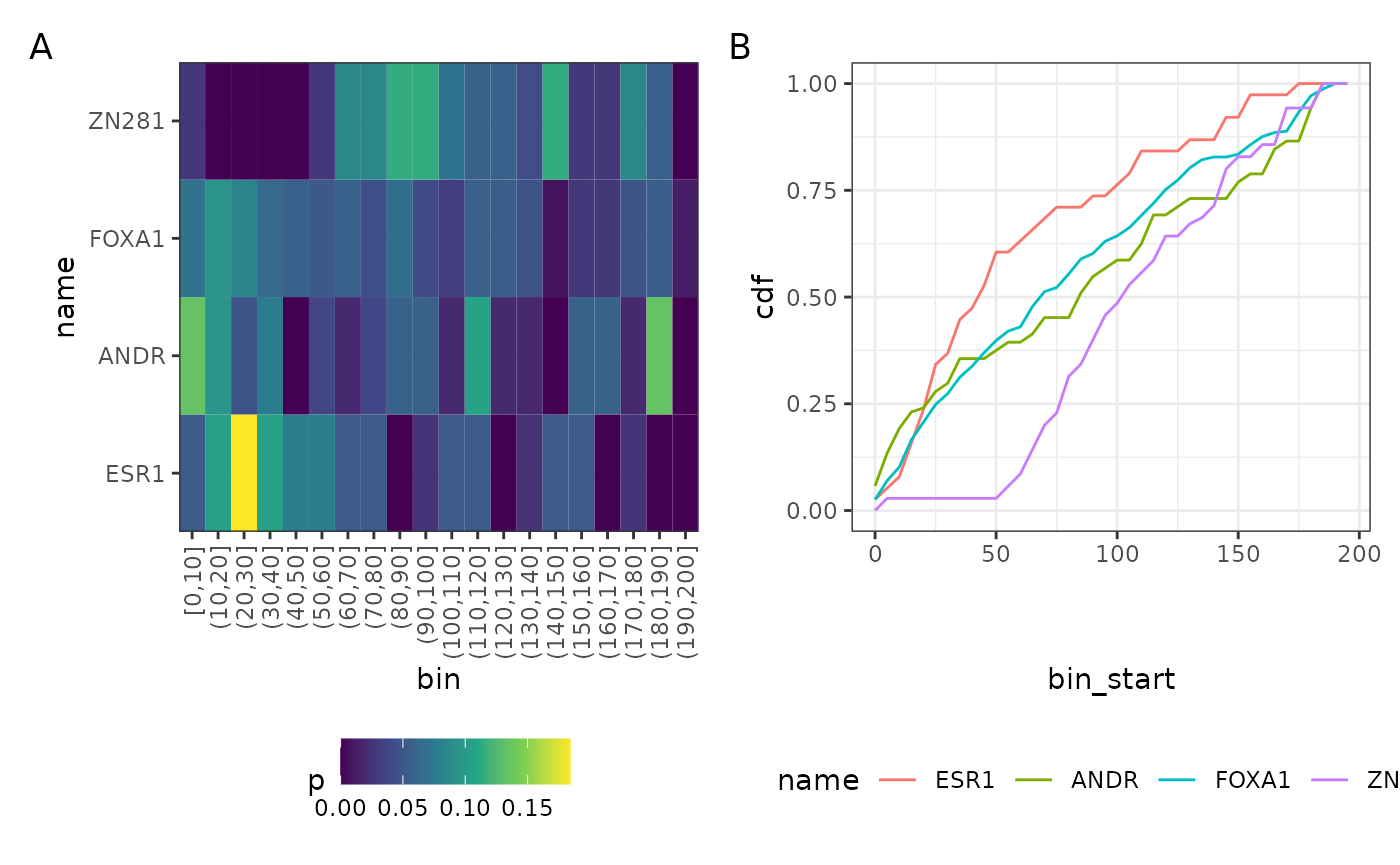 A
name
ZN281
FOXA1
ANDR
ESR1
[0,10]
(10,20]
(20,30]
(30,40]
(40,50]
(50,60]
(60,70]
(70,80]
(80,90]
(90,100]
(100,110]
(110,120]
(120,130]
(130,140]
(140,150]
(150,160]
(160,170]
(170,180]
(180,190]
(190,200]
bin
p
0.00 0.05 0.10 0.15
B
cdf
1.00
0.75
0.50
0.25
0.00
0 50 100 150 200
bin_start
name ESR1 ANDR FOXA1 ZN